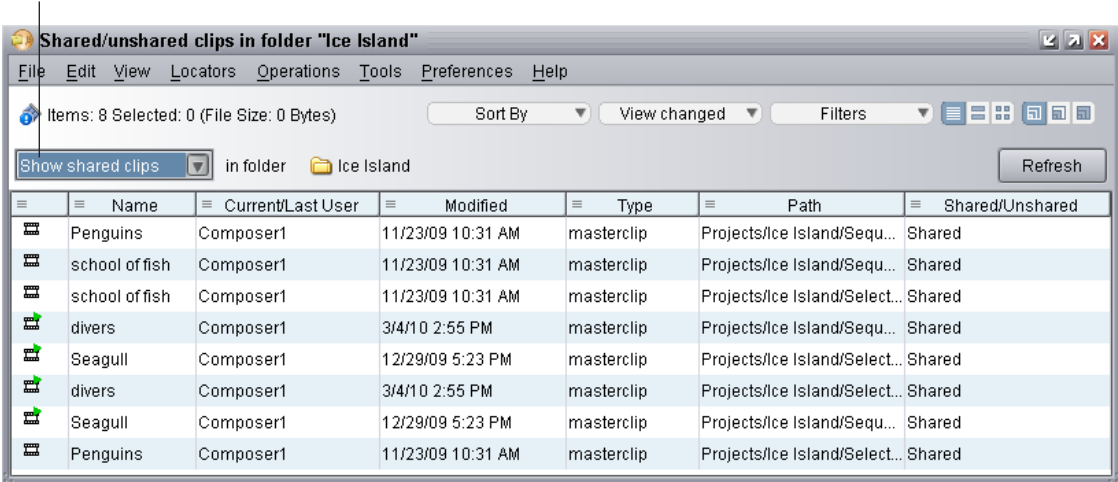 Shared/unshared clips in folder "Ice Island"
File Edit View Locators Operations Tools Preferences Help
Items: 8 Selected: 0 (File Size: 0 Bytes) Sort By View changed Filters
Show shared clips in folder Ice Island Refresh
Name Current/Last User Modified Type Path Shared/Unshared
Penguins Composer1 11/23/09 10:31 AM masterclip Projects/Ice Island/Sequ... Shared
school of fish Composer1 11/23/09 10:31 AM masterclip Projects/Ice Island/Sequ... Shared
school of fish Composer1 11/23/09 10:31 AM masterclip Projects/Ice Island/Select... Shared
divers Composer1 3/4/10 2:55 PM masterclip Projects/Ice Island/Sequ... Shared
Seagull Composer1 12/29/09 5:23 PM masterclip Projects/Ice Island/Select... Shared
divers Composer1 3/4/10 2:55 PM masterclip Projects/Ice Island/Select... Shared
Seagull Composer1 12/29/09 5:23 PM masterclip Projects/Ice Island/Sequ... Shared
Penguins Composer1 11/23/09 10:31 AM masterclip Projects/Ice Island/Select... Shared